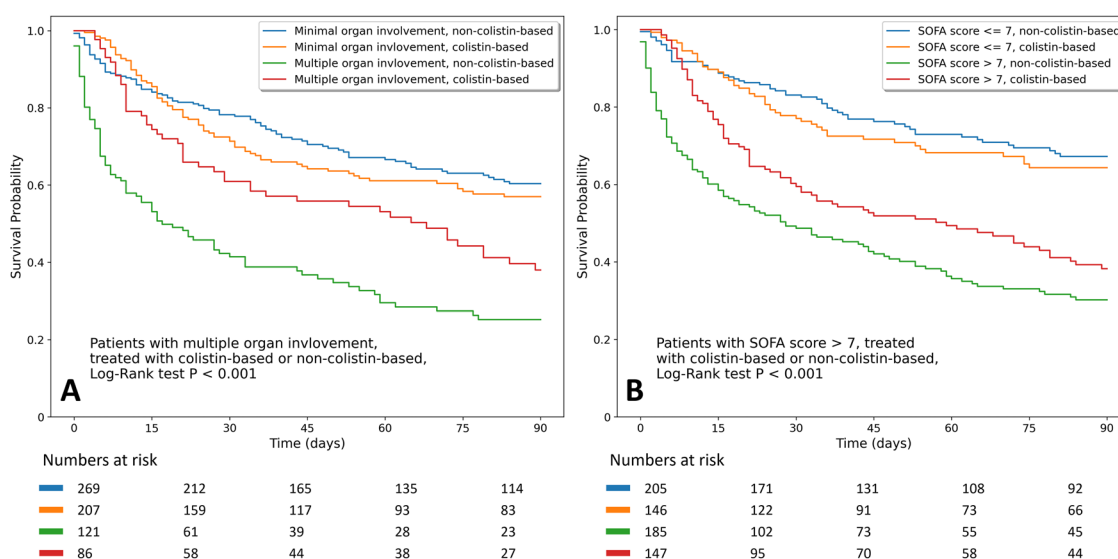 Minimal organ involvement, non-colistin-based
Minimal organ involvement, colistin-based
Multiple organ invlovement, non-colistin-based
Multiple organ invlovement, colistin-based
1.0
0.8
0.6
0.4
0.2
0
Survival Probability
Patients with multiple organ invlovement,
treated with colistin-based or non-colistin-based,
Log-Rank test P < 0.001
A
0 15 30 45 60 75 90
Time (days)
Numbers at risk
269 212 165 135 114
207 159 117 93 83
121 61 39 28 23
86 58 44 38 27
SOFA score <= 7, non-colistin-based
SOFA score <= 7, colistin-based
SOFA score > 7, non-colistin-based
SOFA score > 7, colistin-based
1.0
0.8
0.6
0.4
0.2
0
Survival Probability
Patients with SOFA score > 7, treated
with colistin-based or non-colistin-based,
Log-Rank test P < 0.001
B
0 15 30 45 60 75 90
Time (days)
Numbers at risk
205 171 131 108 92
146 122 91 73 66
185 102 73 55 45
147 95 70 58 44